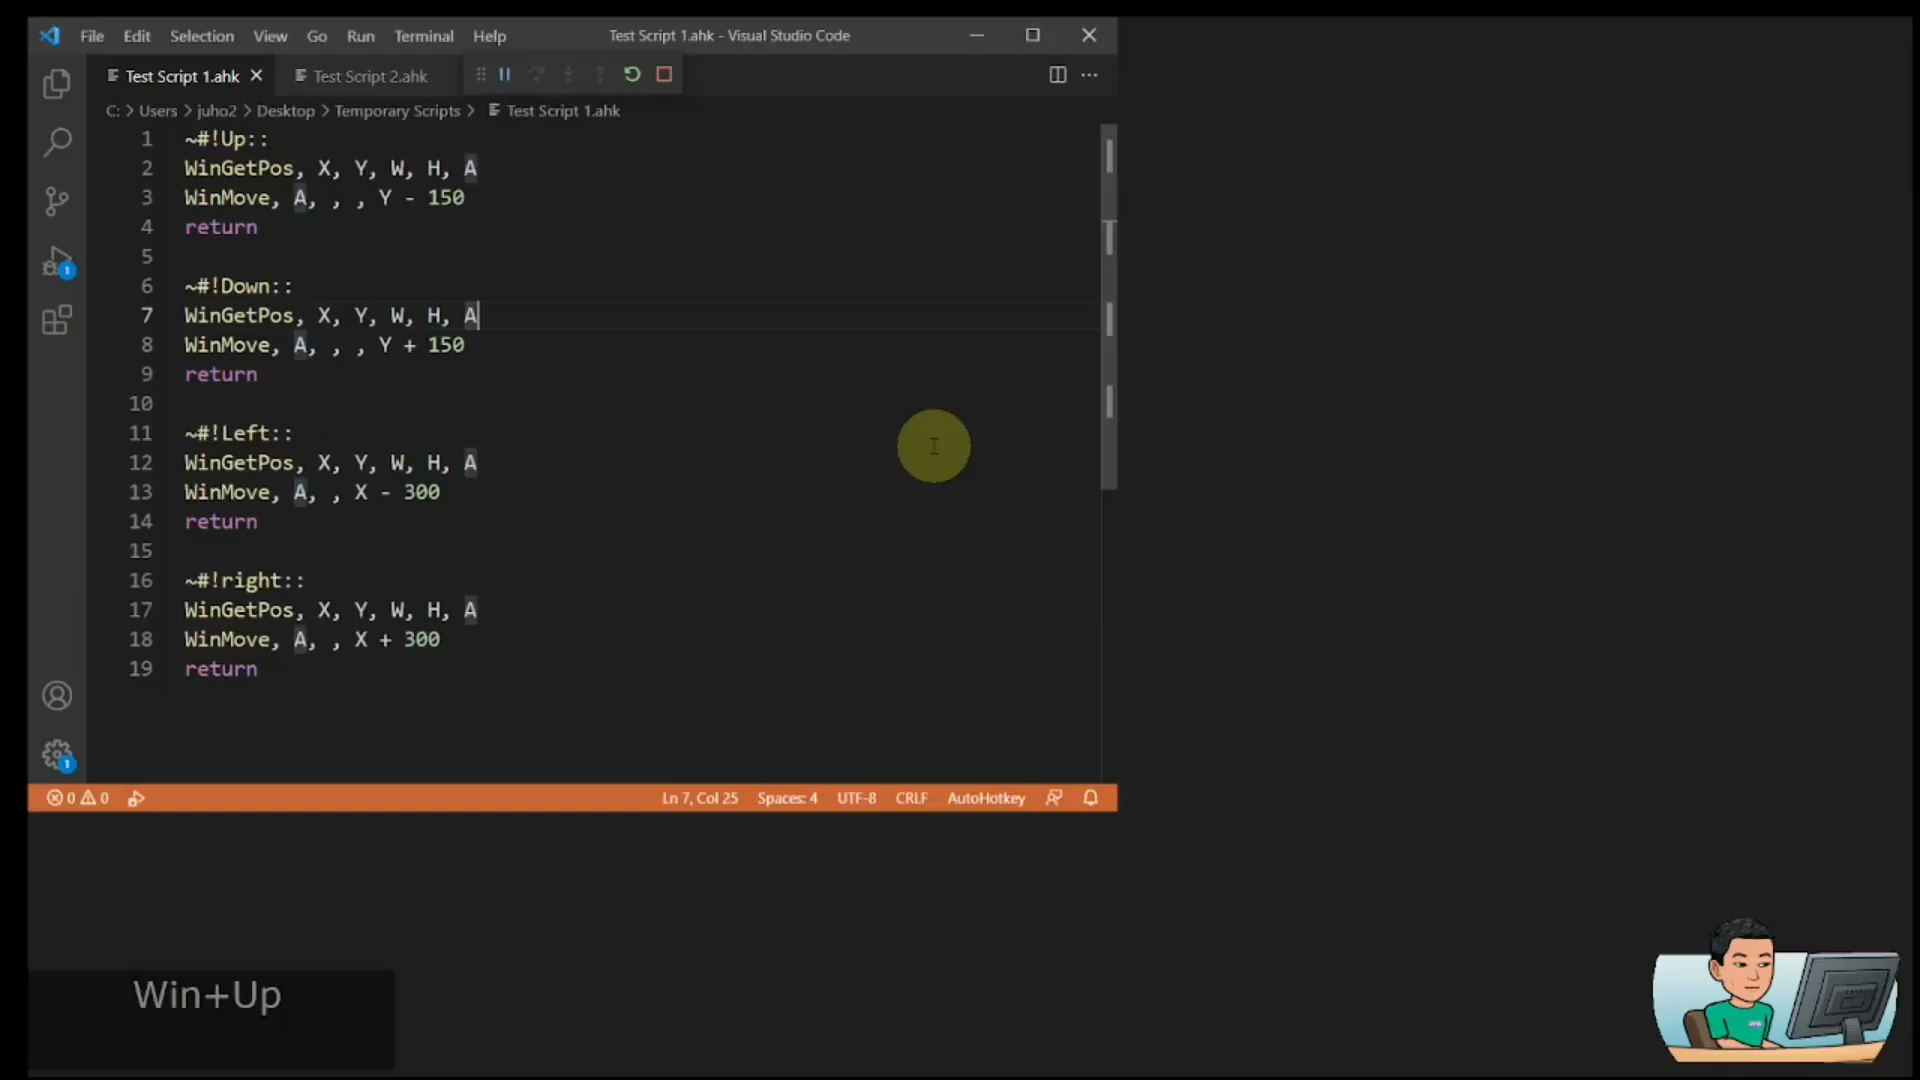 File Edit Selection View Go Run Terminal Help Test Script 1.ahk - Visual Studio Code
Test Script 1.ahk Test Script 2.ahk
C: > Users > juho2 > Desktop > Temporary Scripts > Test Script 1.ahk
1 ~#!Up::
2 WinGetPos, X, Y, W, H, A
3 WinMove, A, , , Y - 150
4 return
5
6 ~#!Down::
7 WinGetPos, X, Y, W, H, A
8 WinMove, A, , , Y + 150
9 return
10
11 ~#!Left::
12 WinGetPos, X, Y, W, H, A
13 WinMove, A, , X - 300
14 return
15
16 ~#!right::
17 WinGetPos, X, Y, W, H, A
18 WinMove, A, , X + 300
19 return
1
1
0 0 Ln 7, Col 25 Spaces: 4 UTF-8 CRLF AutoHotkey
Win+Up